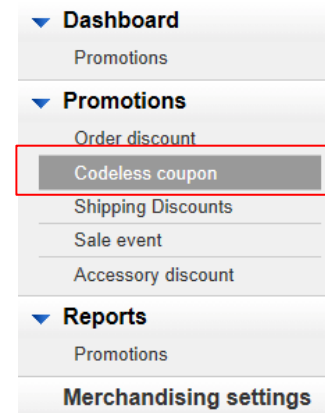 Dashboard
Promotions
Promotions
Order discount
Codeless coupon
Shipping Discounts
Sale event
Accessory discount
Reports
Promotions
Merchandising settings